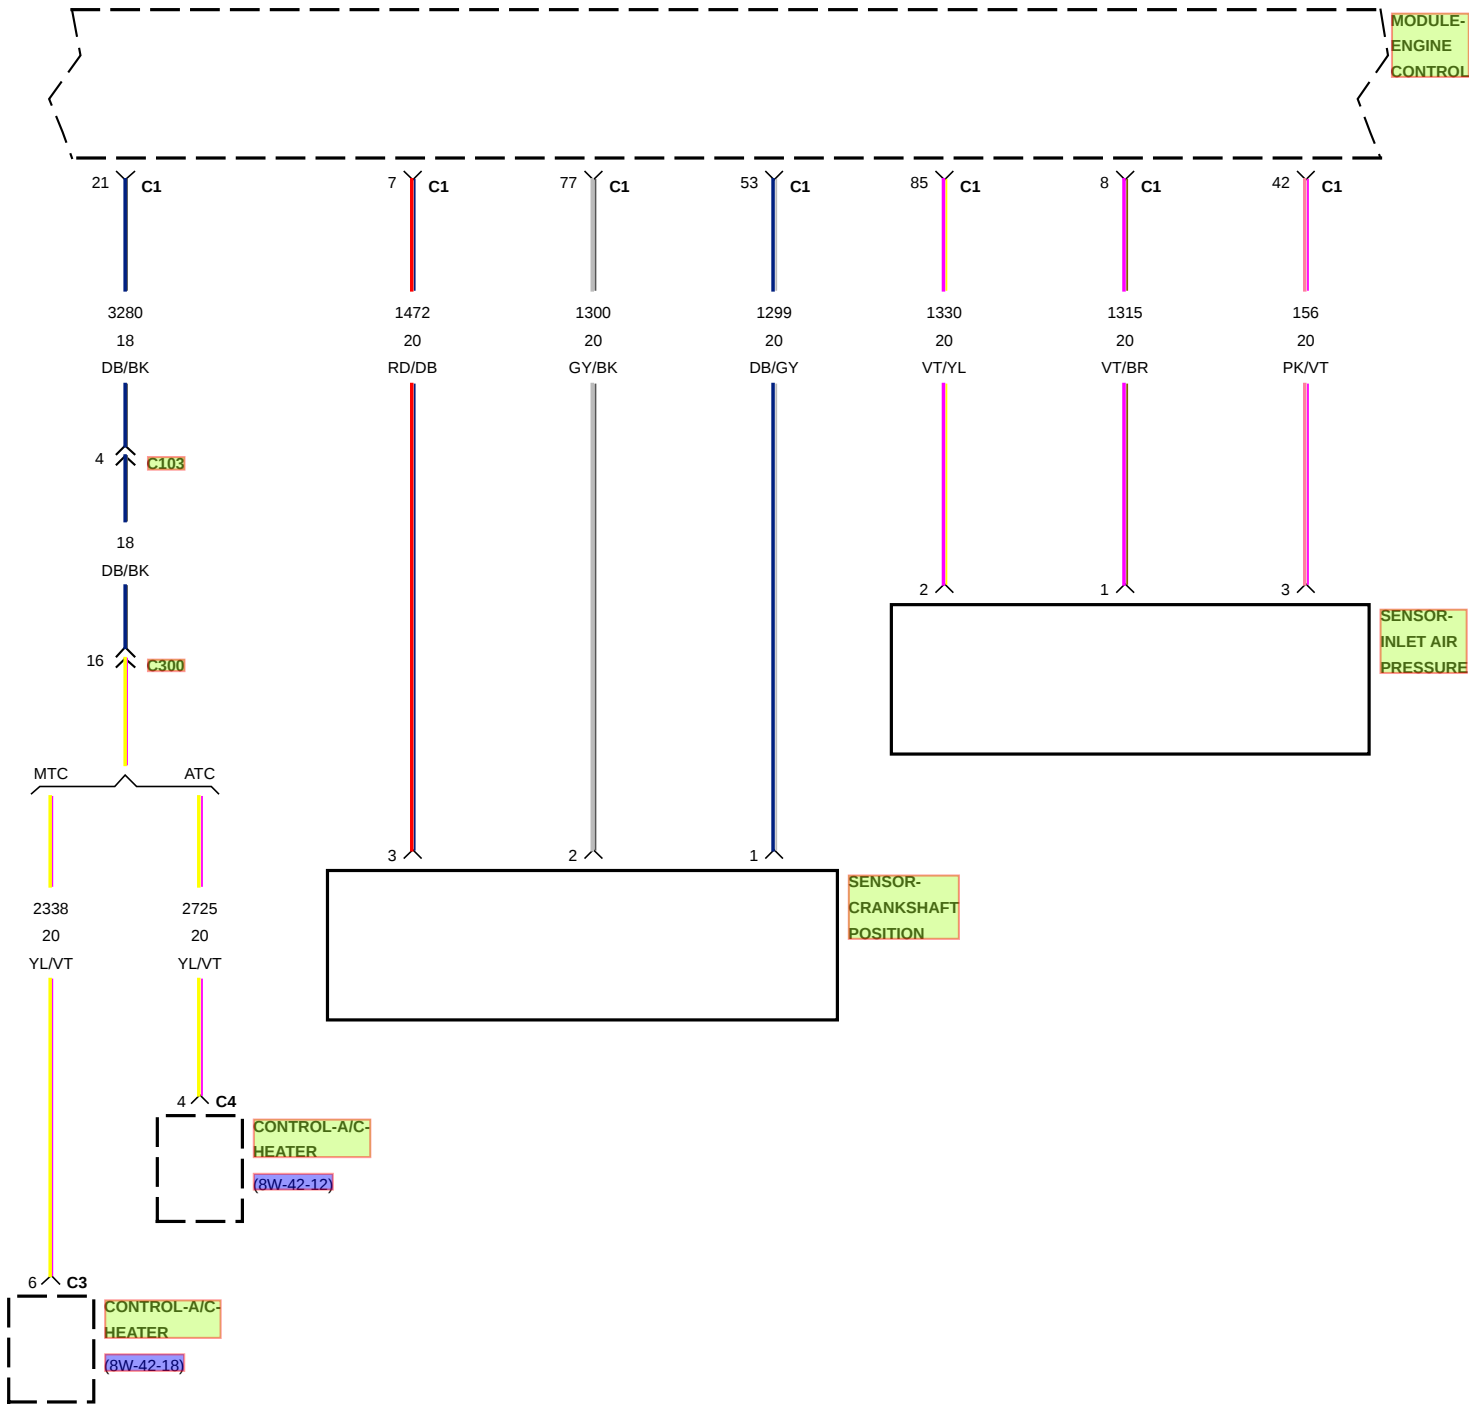 MODULE-
ENGINE
CONTROL
21 C1
7 C1
77 C1
53 C1
85 C1
8 C1
42 C1
3280
18
DB/BK
1472
20
RD/DB
1300
20
GY/BK
1299
20
DB/GY
1330
20
VT/YL
1315
20
VT/BR
156
20
PK/VT
4 C103
18
DB/BK
2
1
3
SENSOR-
INLET AIR
PRESSURE
16 C300
MTC
ATC
3
2
1
SENSOR-
CRANKSHAFT
POSITION
2338
20
YL/VT
2725
20
YL/VT
4 C4
CONTROL-A/C-
HEATER
(8W-42-12)
6 C3
CONTROL-A/C-
HEATER
(8W-42-18)